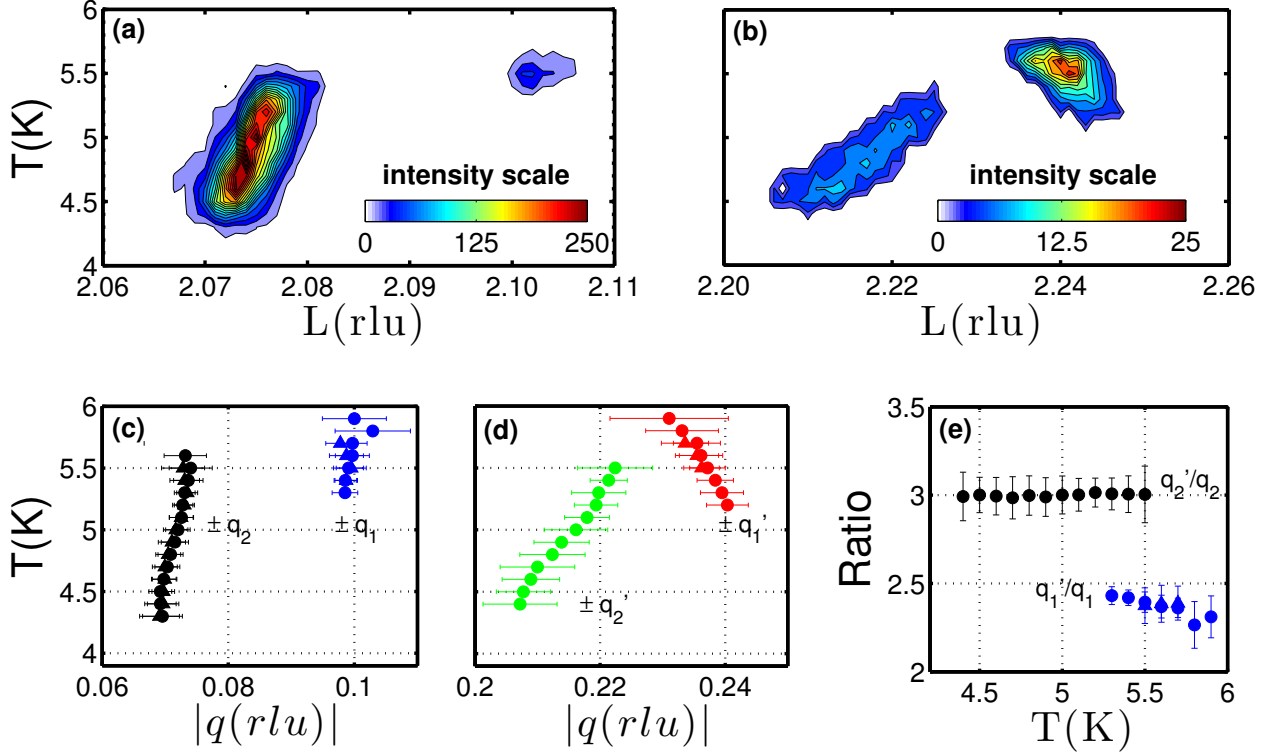 (a)
(b)
T(K)
6
5.5
5
4.5
4
intensity scale
0 125 250
intensity scale
0 12.5 25
2.06 2.07 2.08 2.09 2.10 2.11
2.20 2.22 2.24 2.26
L(rlu)
L(rlu)
(c)
(d)
(e)
T(K)
6
5.5
5
4.5
4
± q2
± q1
± q1'
± q2'
0.06 0.08 0.1
0.2 0.22 0.24
|q(rlu)|
|q(rlu)|
Ratio
3.5
3
2.5
2
q2'/q2
q1'/q1
4.5 5 5.5 6
T(K)